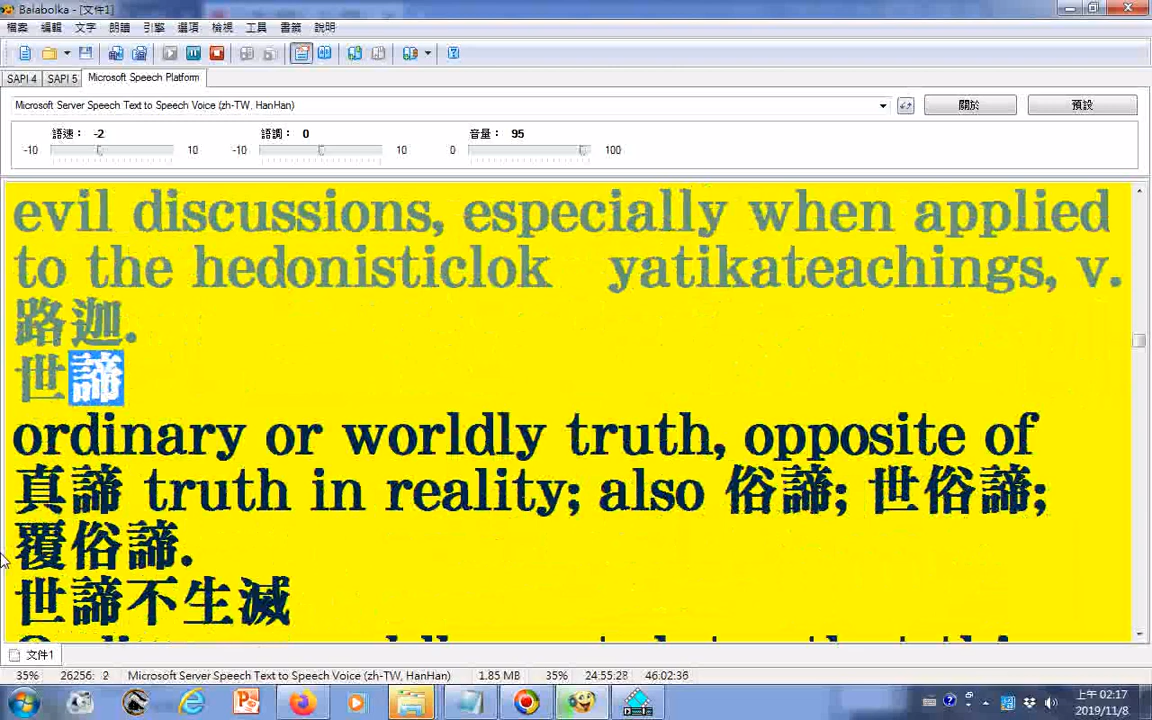 Balabolka - [文件1]
檔案 編輯 文字 朗讀 引擎 選項 檢視 工具 書籤 說明
SAPI 4 SAPI 5 Microsoft Speech Platform
Microsoft Server Speech Text to Speech Voice (zh-TW, HanHan) 關於 預設
語速: -2 語調: 0 音量: 95
-10 10 -10 10 0 100
evil discussions, especially when applied
to the hedonisticlok yatikateachings, v.
路迦.
世諦
ordinary or worldly truth, opposite of
真諦 truth in reality; also 俗諦; 世俗諦;
覆俗諦.
世諦不生滅
文件1
35% 26256: 2 Microsoft Server Speech Text to Speech Voice (zh-TW, HanHan) 1.85 MB 35% 24:55:28 46:02:36
上午 02:17
2019/11/8